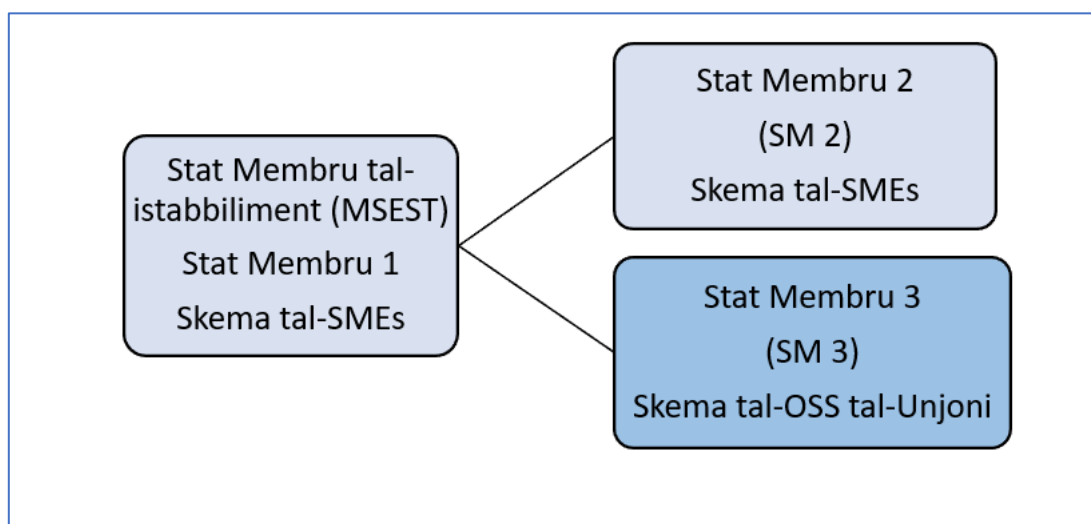 Stat Membru tal-
istabbiliment (MSEST)
Stat Membru 1
Skema tal-SMEs
Stat Membru 2
(SM 2)
Skema tal-SMEs
Stat Membru 3
(SM 3)
Skema tal-OSS tal-Unjoni